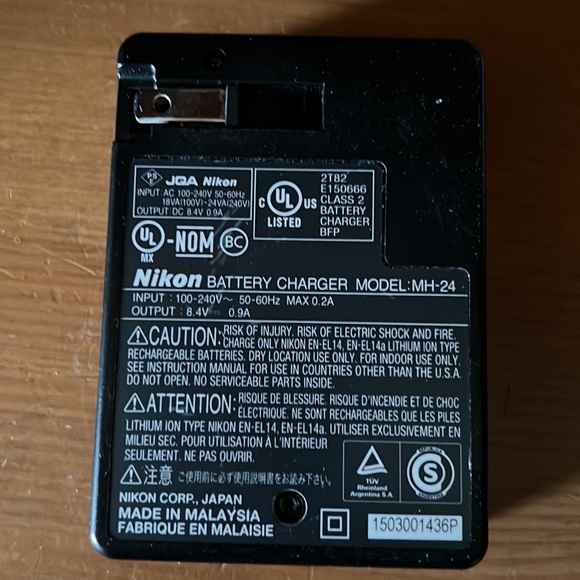 PS E JQA Nikon
INPUT:AC 100-240V 50-60Hz
18VA(100V)-24VA(240V)
OUTPUT:DC 8.4V 0.9A
C UL US
LISTED
2T82
E150666
CLASS 2
BATTERY
CHARGER
BFP
UL -NOM BC
MX
Nikon BATTERY CHARGER MODEL:MH-24
INPUT : 100-240V~ 50-60Hz MAX 0.2A
OUTPUT : 8.4V 0.9A
CAUTION: RISK OF INJURY. RISK OF ELECTRIC SHOCK AND FIRE.
CHARGE ONLY NIKON EN-EL14, EN-EL14a LITHIUM ION TYPE
RECHARGEABLE BATTERIES. DRY LOCATION USE ONLY. FOR INDOOR USE ONLY.
SEE INSTRUCTION MANUAL FOR USE IN COUNTRIES OTHER THAN THE U.S.A.
DO NOT OPEN. NO SERVICEABLE PARTS INSIDE.
ATTENTION: RISQUE DE BLESSURE. RISQUE D'INCENDIE ET DE CHOC
ÉLECTRIQUE. NE SONT RECHARGEABLES QUE LES PILES
LITHIUM ION TYPE NIKON EN-EL14, EN-EL14a. UTILISER EXCLUSIVEMENT EN
MILIEU SEC. POUR UTILISATION À L'INTÉRIEUR
SEULEMENT. NE PAS OUVRIR.
注意 ご使用前に必ず使用説明書をお読み下さい。
TÜV
Rheinland
Argentina S.A.
S
NIKON CORP., JAPAN
MADE IN MALAYSIA
FABRIQUE EN MALAISIE
1503001436P